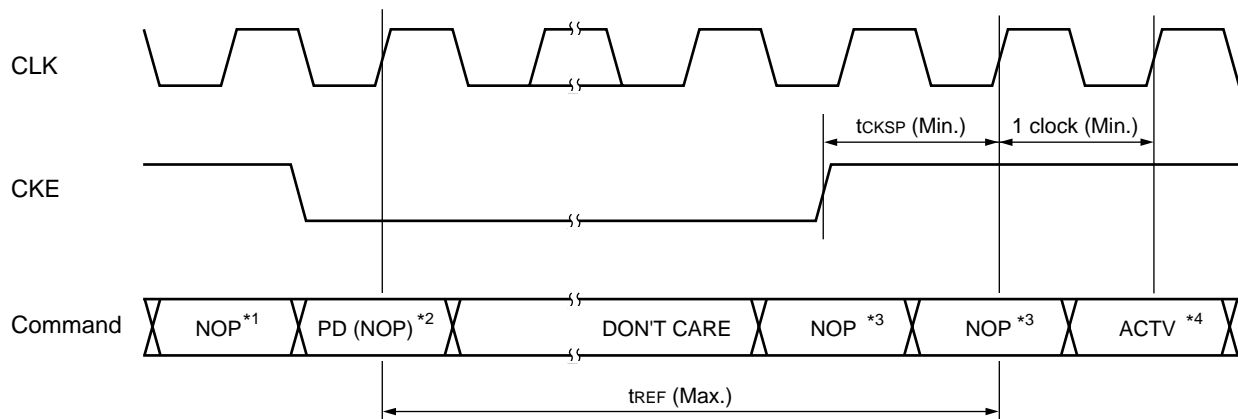 CLK
tCKSP (Min.)
1 clock (Min.)
CKE
Command
NOP *1
PD (NOP) *2
DON'T CARE
NOP *3
NOP *3
ACTV *4
tREF (Max.)